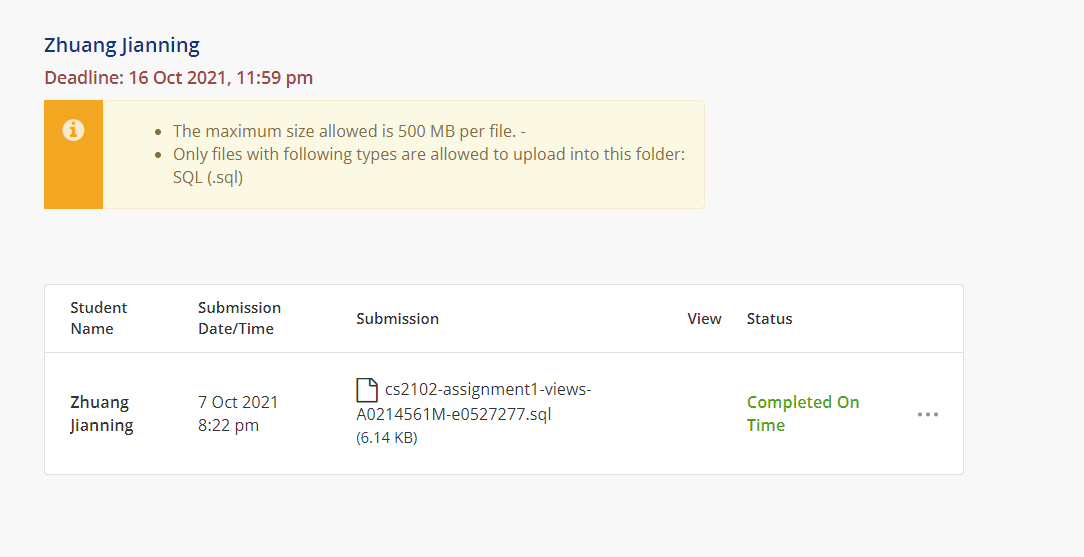 Zhuang Jianning
Deadline: 16 Oct 2021, 11:59 pm
• The maximum size allowed is 500 MB per file. -
• Only files with following types are allowed to upload into this folder:
SQL (.sql)
Student
Name
Submission
Date/Time
Submission
View
Status
Zhuang
Jianning
7 Oct 2021
8:22 pm
cs2102-assignment1-views-
A0214561M-e0527277.sql
(6.14 KB)
Completed On
Time